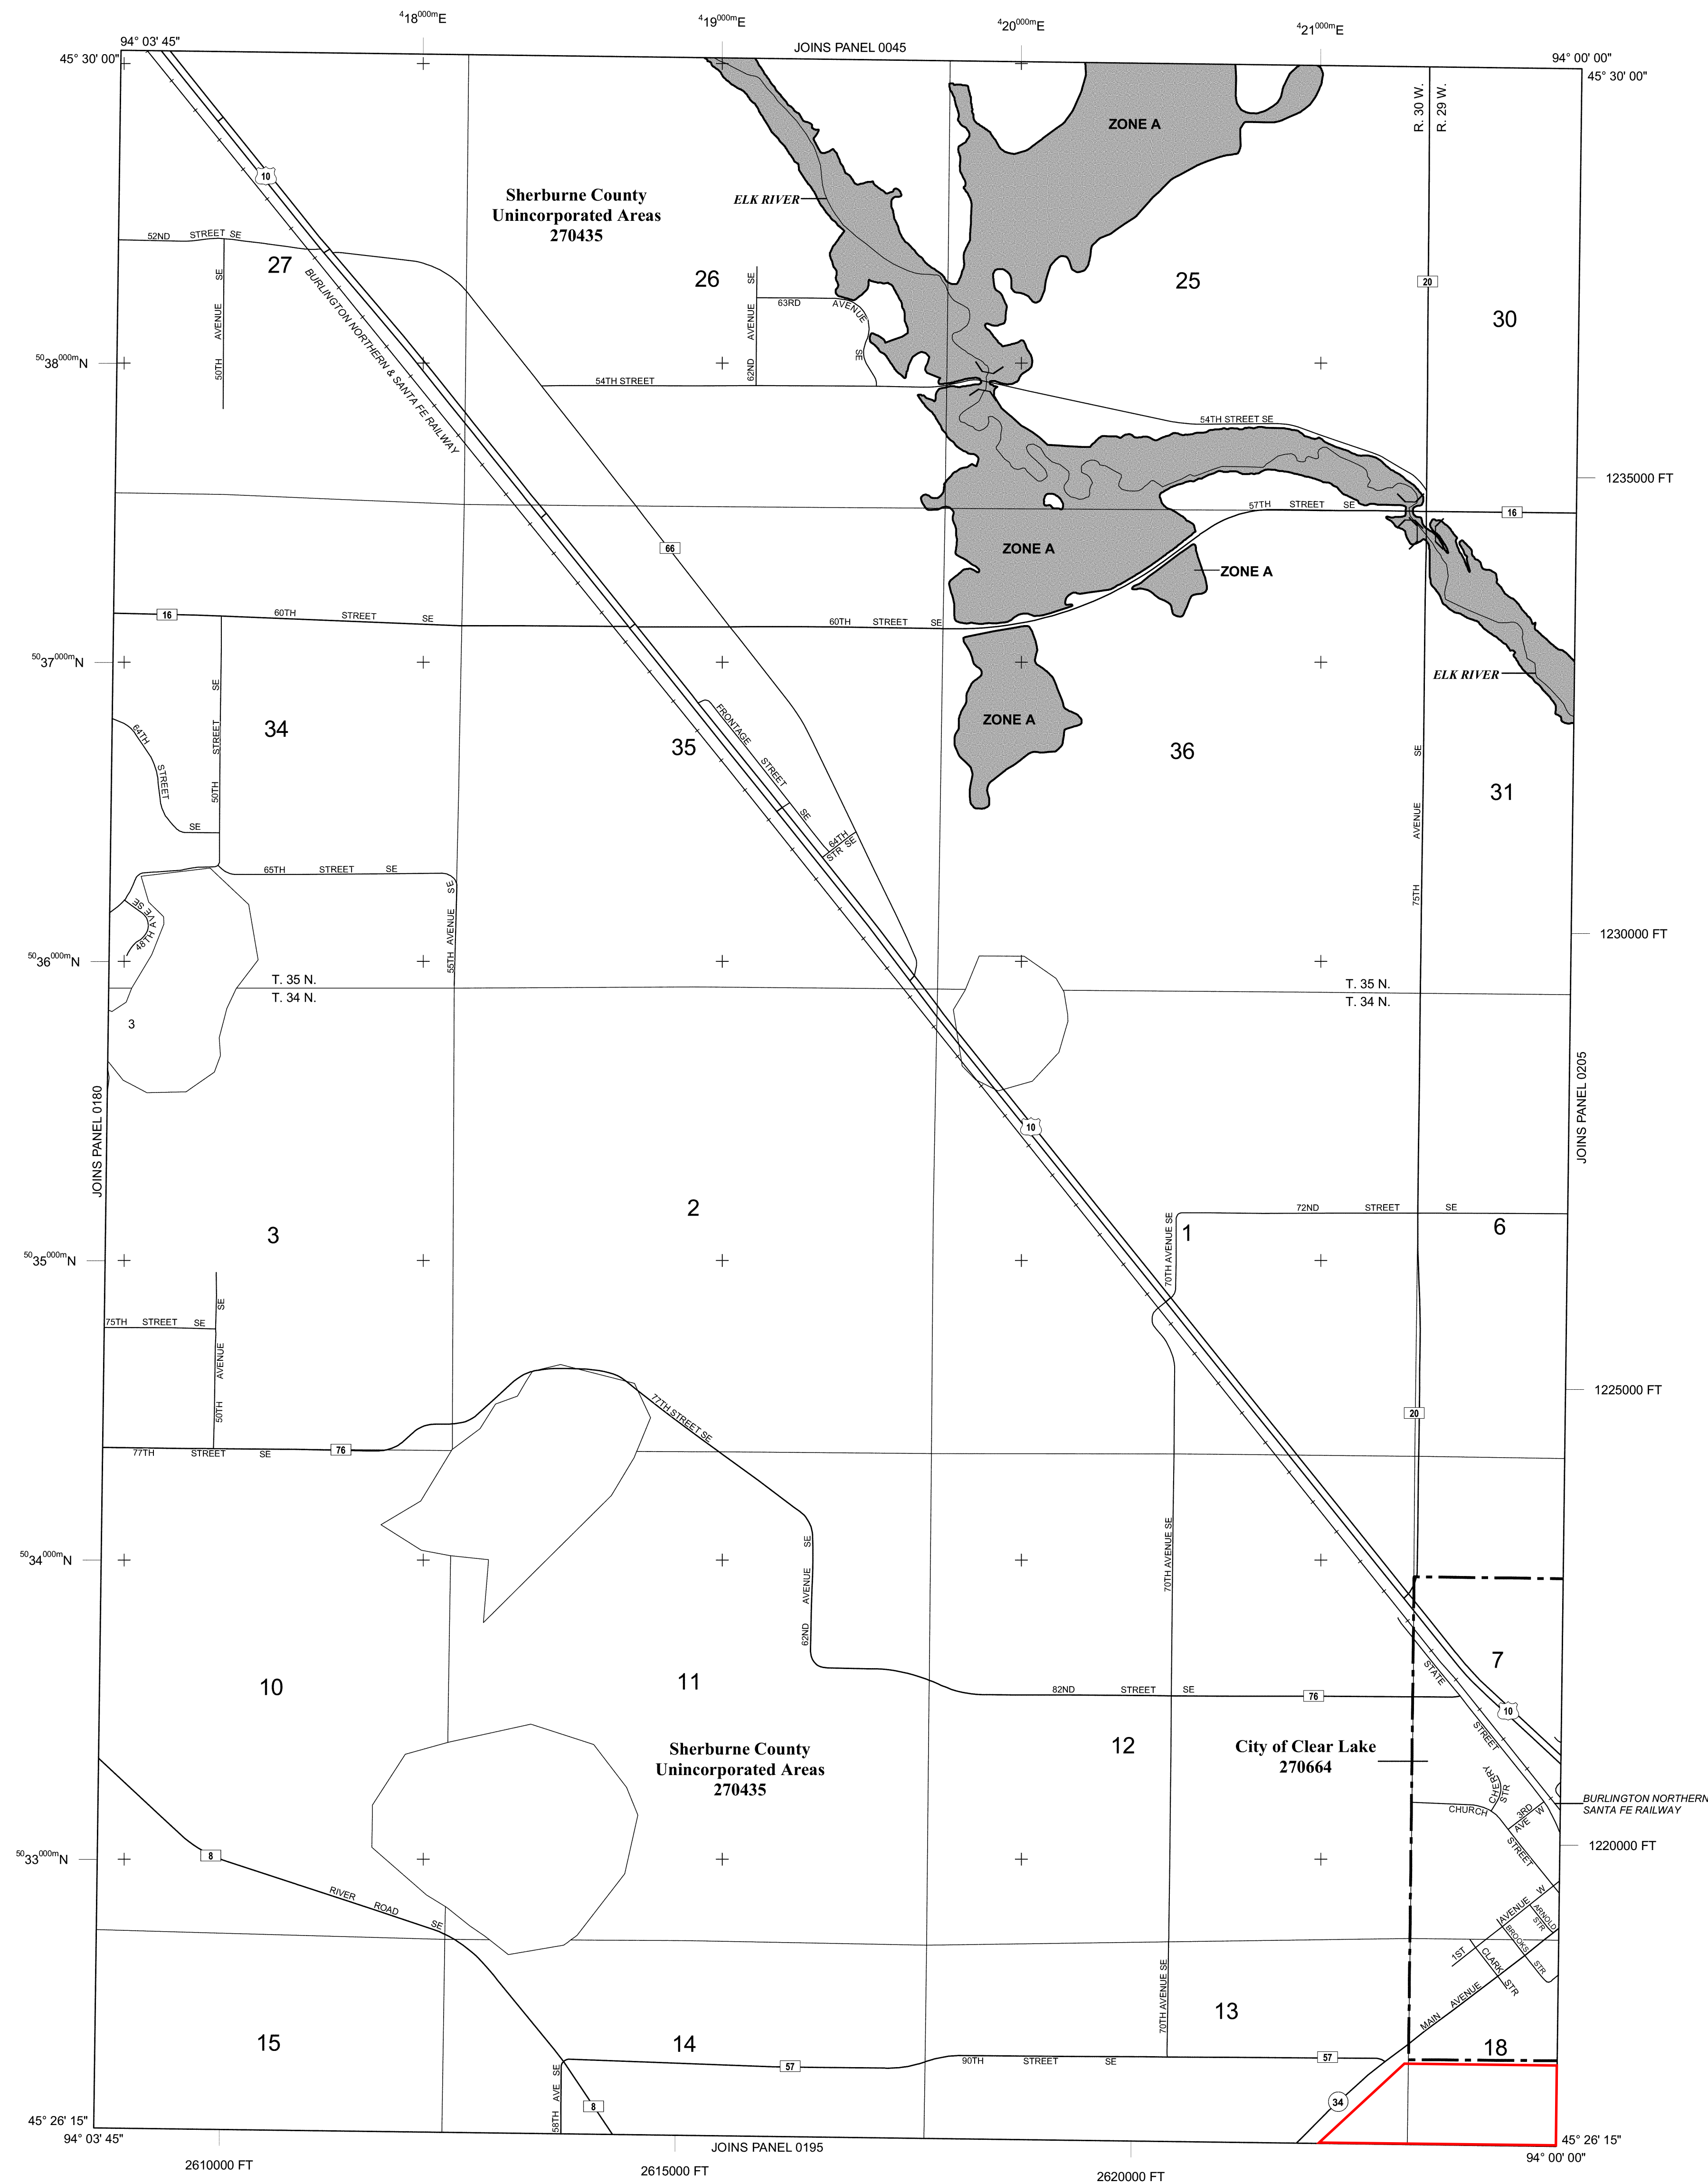 418000mE
419000mE
420000mE
421000mE
94° 03' 45"
JOINS PANEL 0045
94° 00' 00"
45° 30' 00"
45° 30' 00"
R. 30 W.
R. 29 W.
ZONE A
10
Sherburne County
Unincorporated Areas
270435
ELK RIVER
52ND STREET SE
27
26
25
30
20
50TH AVENUE SE
BURLINGTON NORTHERN & SANTA FE RAILWAY
62ND AVENUE SE
63RD AVENUE SE
5038000mN
54TH STREET
54TH STREET SE
1235000 FT
57TH STREET SE
16
66
ZONE A
ZONE A
16
60TH STREET SE
60TH STREET SE
5037000mN
ELK RIVER
ZONE A
34
35
36
31
50TH STREET SE
64TH STREET SE
FRONTAGE STREET SE
64TH
STR SE
75TH AVENUE SE
65TH STREET SE
48TH AVE SE
55TH AVENUE SE
1230000 FT
5036000mN
T. 35 N.
T. 34 N.
T. 35 N.
T. 34 N.
3
JOINS PANEL 0180
JOINS PANEL 0205
10
2
72ND STREET SE
3
1
6
70TH AVENUE SE
5035000mN
75TH STREET SE
50TH AVENUE SE
1225000 FT
20
77TH STREET SE
77TH STREET SE
76
70TH AVENUE SE
62ND AVENUE SE
5034000mN
7
STATE STREET
10
11
82ND STREET SE
76
10
12
Sherburne County
Unincorporated Areas
270435
City of Clear Lake
270664
CHERRY
STR
CHURCH STREET
3RD
AVE W
BURLINGTON NORTHERN
SANTA FE RAILWAY
1220000 FT
5033000mN
8
RIVER ROAD SE
1ST AVENUE W
ARNOLD
STR
BROOKS STR
CLARK STR
MAIN AVENUE
70TH AVENUE SE
15
14
13
18
57
90TH STREET SE
57
58TH AVE SE
8
34
45° 26' 15"
94° 03' 45"
JOINS PANEL 0195
45° 26' 15"
94° 00' 00"
2610000 FT
2615000 FT
2620000 FT